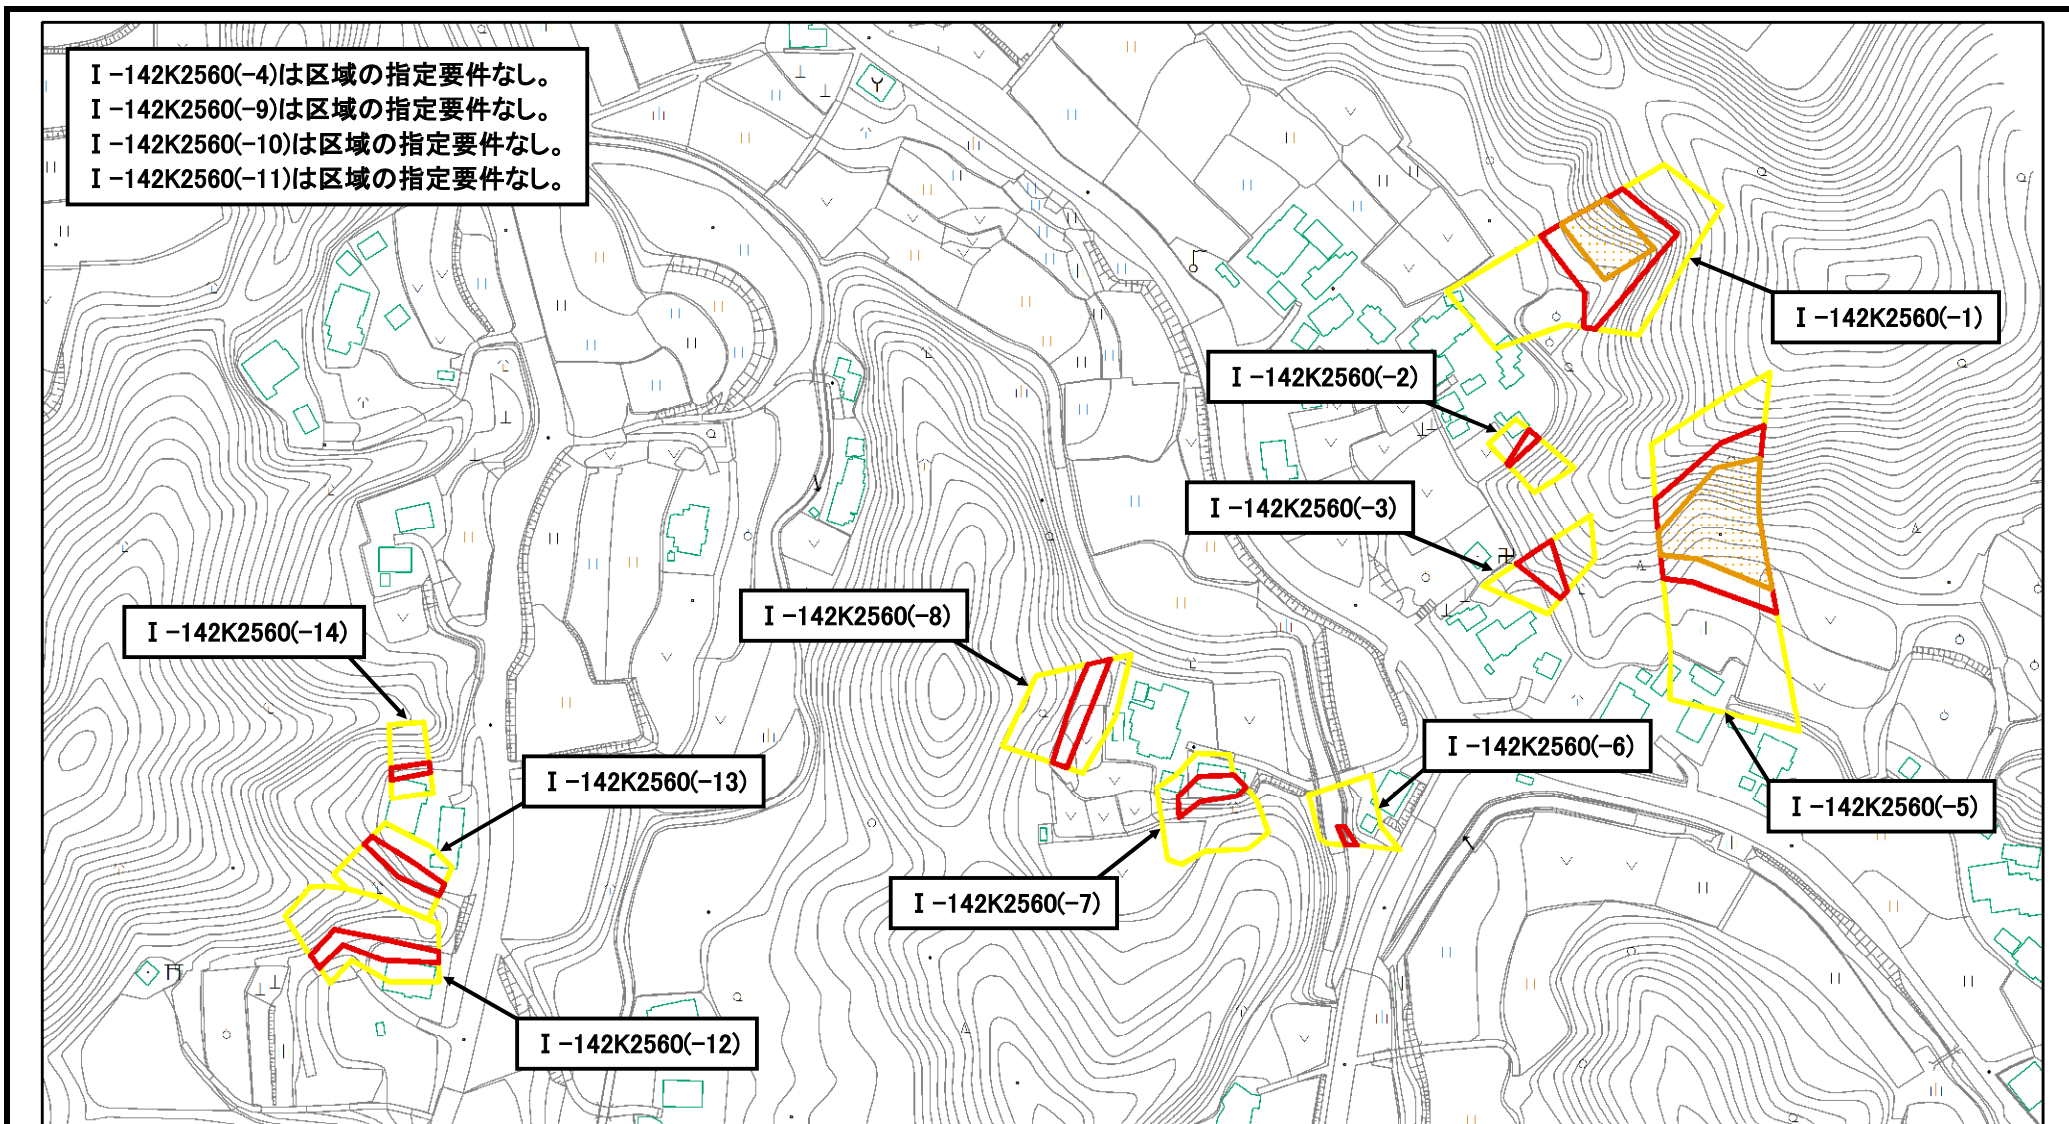 Ⅰ-142K2560(-4)は区域の指定要件なし。
Ⅰ-142K2560(-9)は区域の指定要件なし。
Ⅰ-142K2560(-10)は区域の指定要件なし。
Ⅰ-142K2560(-11)は区域の指定要件なし。
Ⅰ-142K2560(-1)
Ⅰ-142K2560(-2)
Ⅰ-142K2560(-3)
Ⅰ-142K2560(-8)
Ⅰ-142K2560(-14)
Ⅰ-142K2560(-6)
Ⅰ-142K2560(-13)
Ⅰ-142K2560(-5)
Ⅰ-142K2560(-7)
Ⅰ-142K2560(-12)